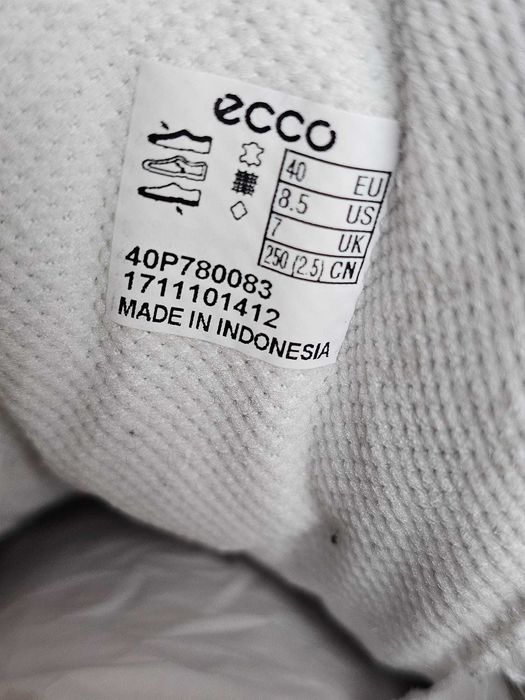 ecco
40 EU
8.5 US
7 UK
250 (2.5) CN
40P780083
1711101412
MADE IN INDONESIA